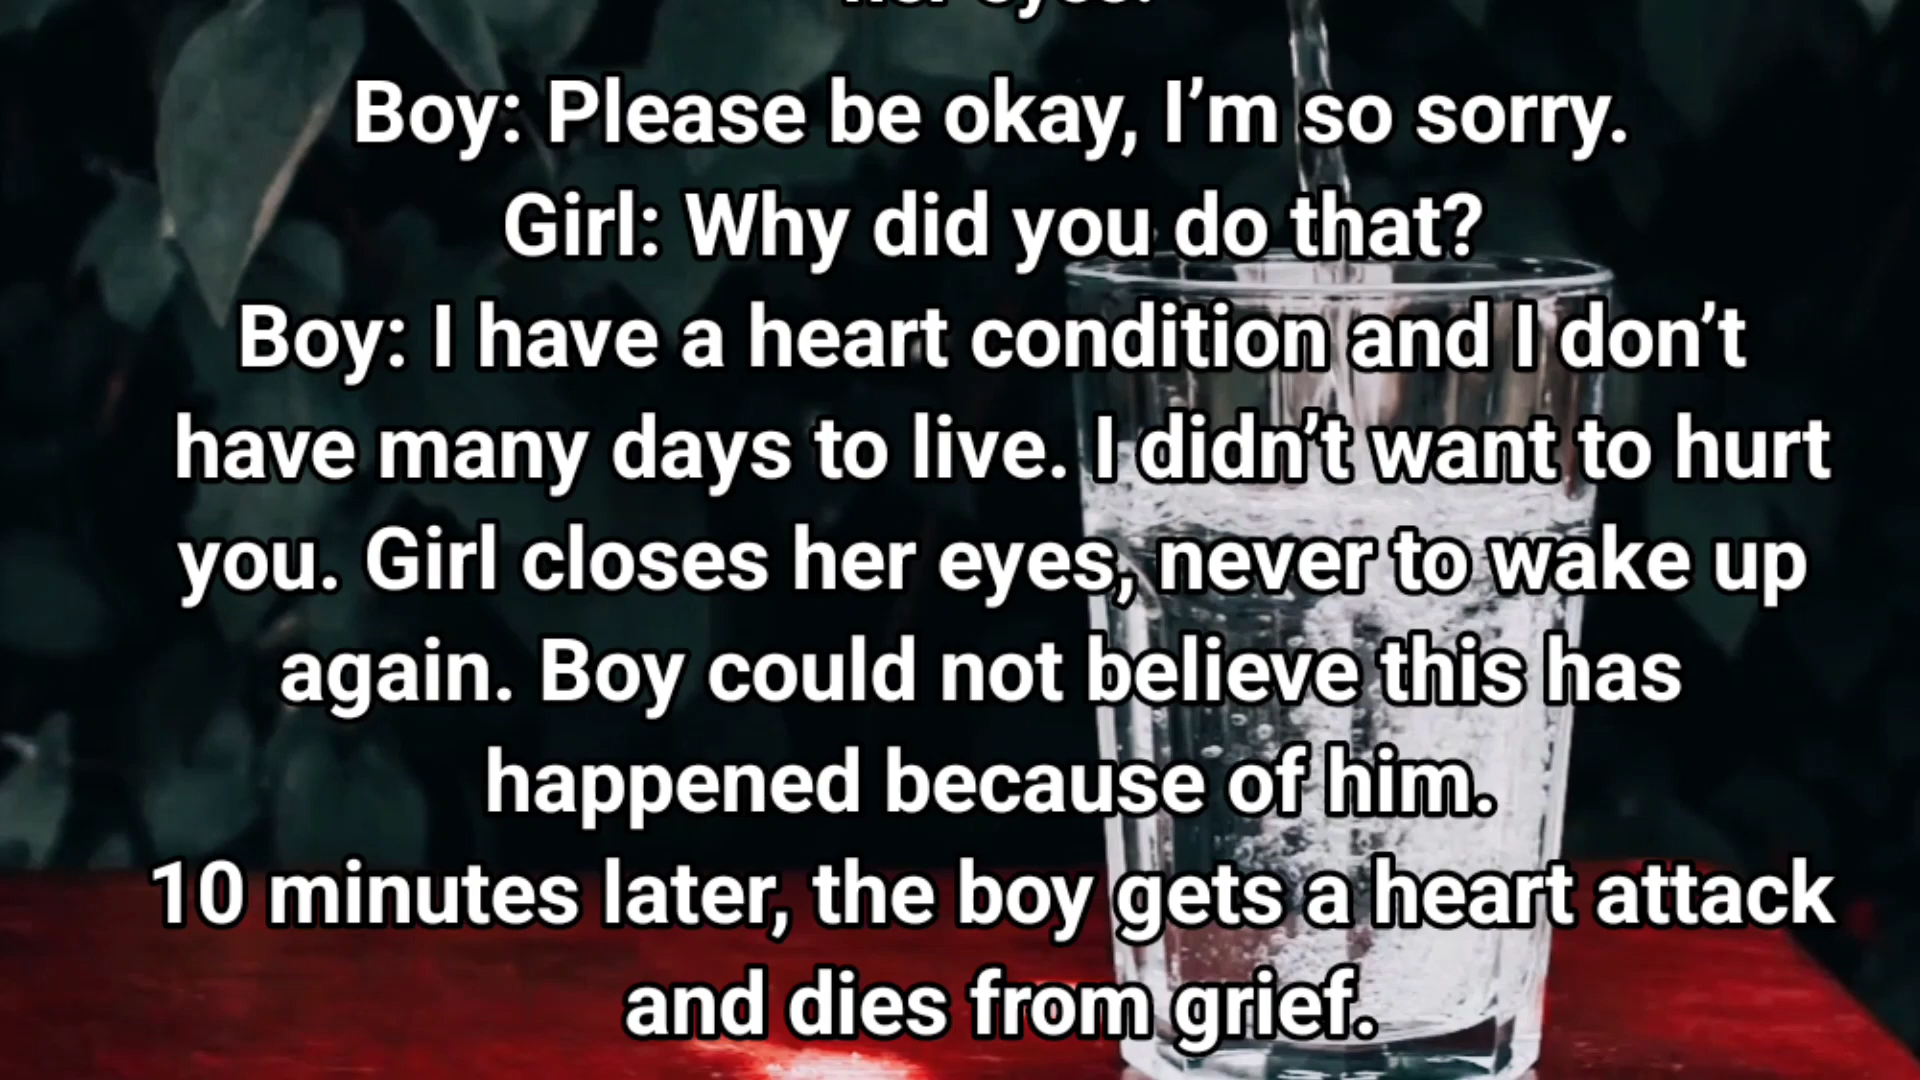 her eyes.
Boy: Please be okay, I’m so sorry.
Girl: Why did you do that?
Boy: I have a heart condition and I don’t
have many days to live. I didn’t want to hurt
you. Girl closes her eyes, never to wake up
again. Boy could not believe this has
happened because of him.
10 minutes later, the boy gets a heart attack
and dies from grief.